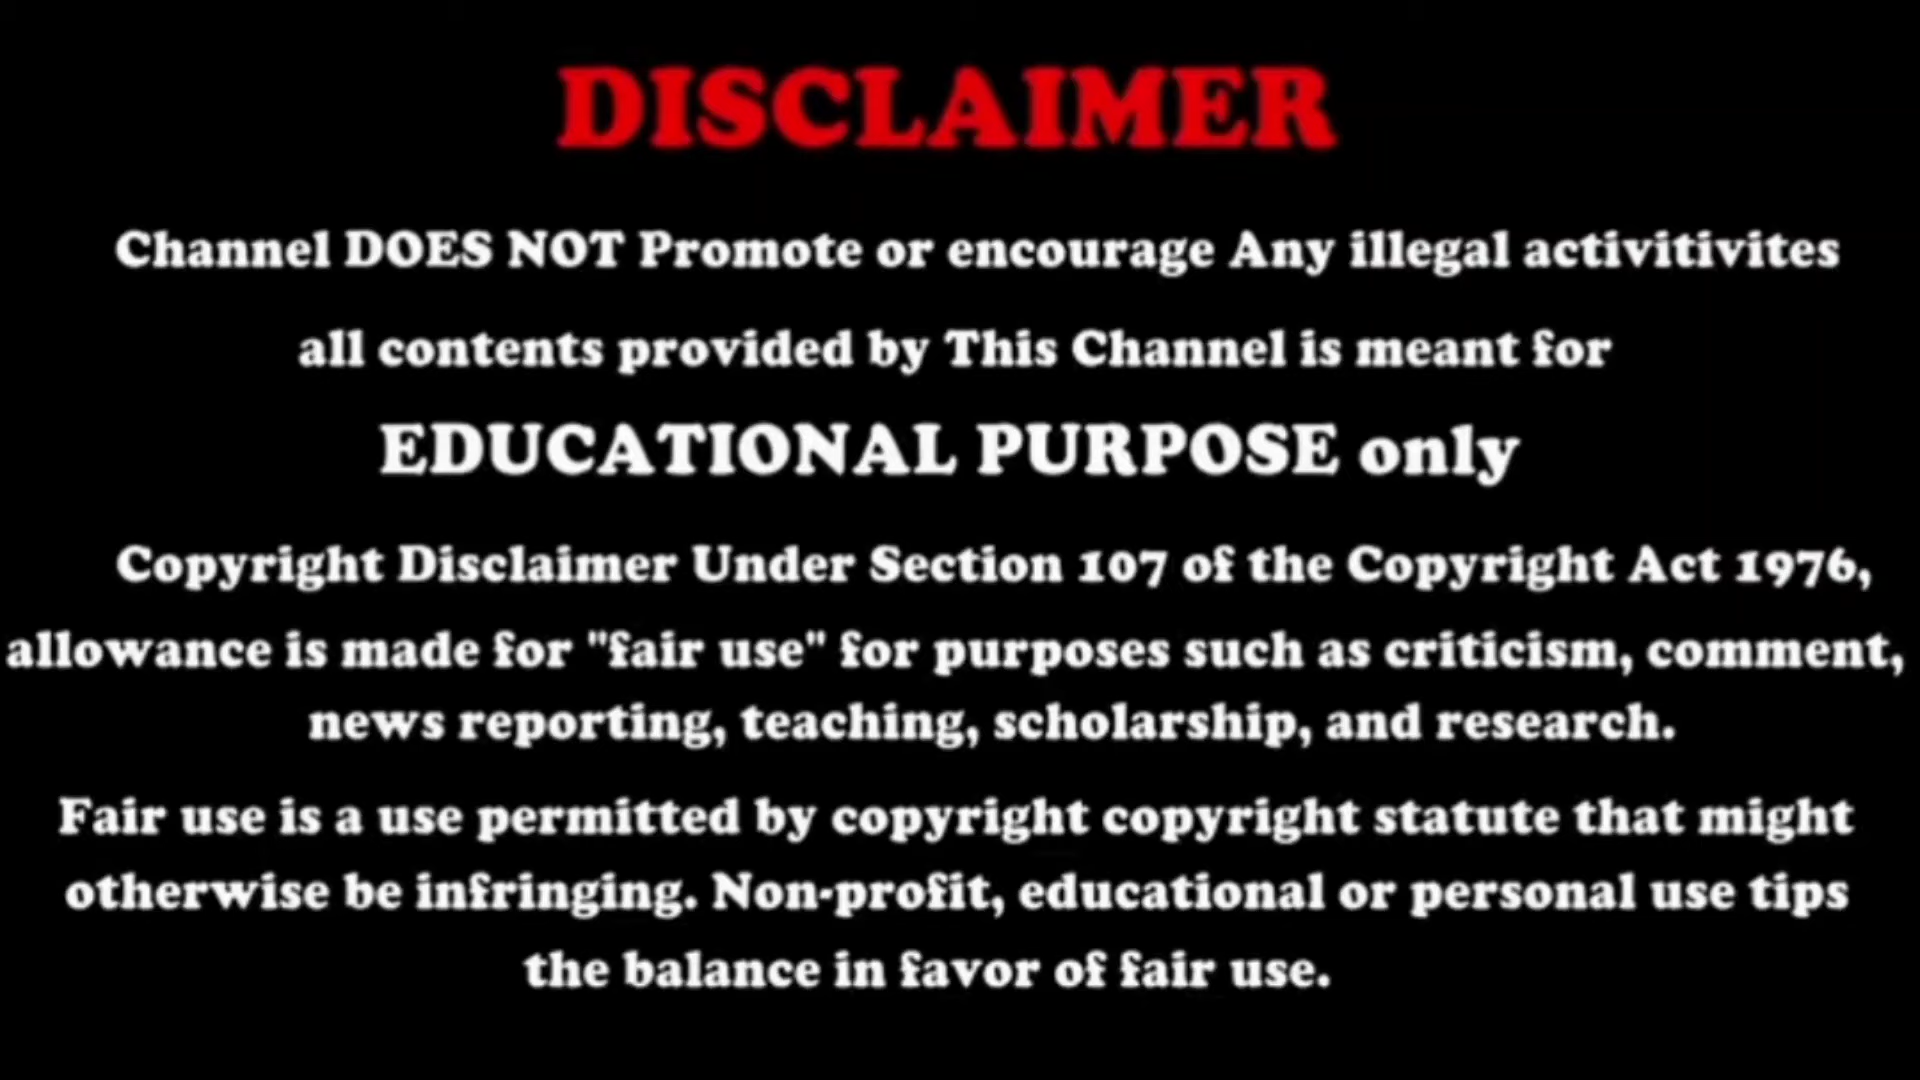 DISCLAIMER
Channel DOES NOT Promote or encourage Any illegal activitivites
all contents provided by This Channel is meant for
EDUCATIONAL PURPOSE only
Copyright Disclaimer Under Section 107 of the Copyright Act 1976,
allowance is made for "fair use" for purposes such as criticism, comment,
news reporting, teaching, scholarship, and research.
Fair use is a use permitted by copyright copyright statute that might
otherwise be infringing. Non-profit, educational or personal use tips
the balance in favor of fair use.